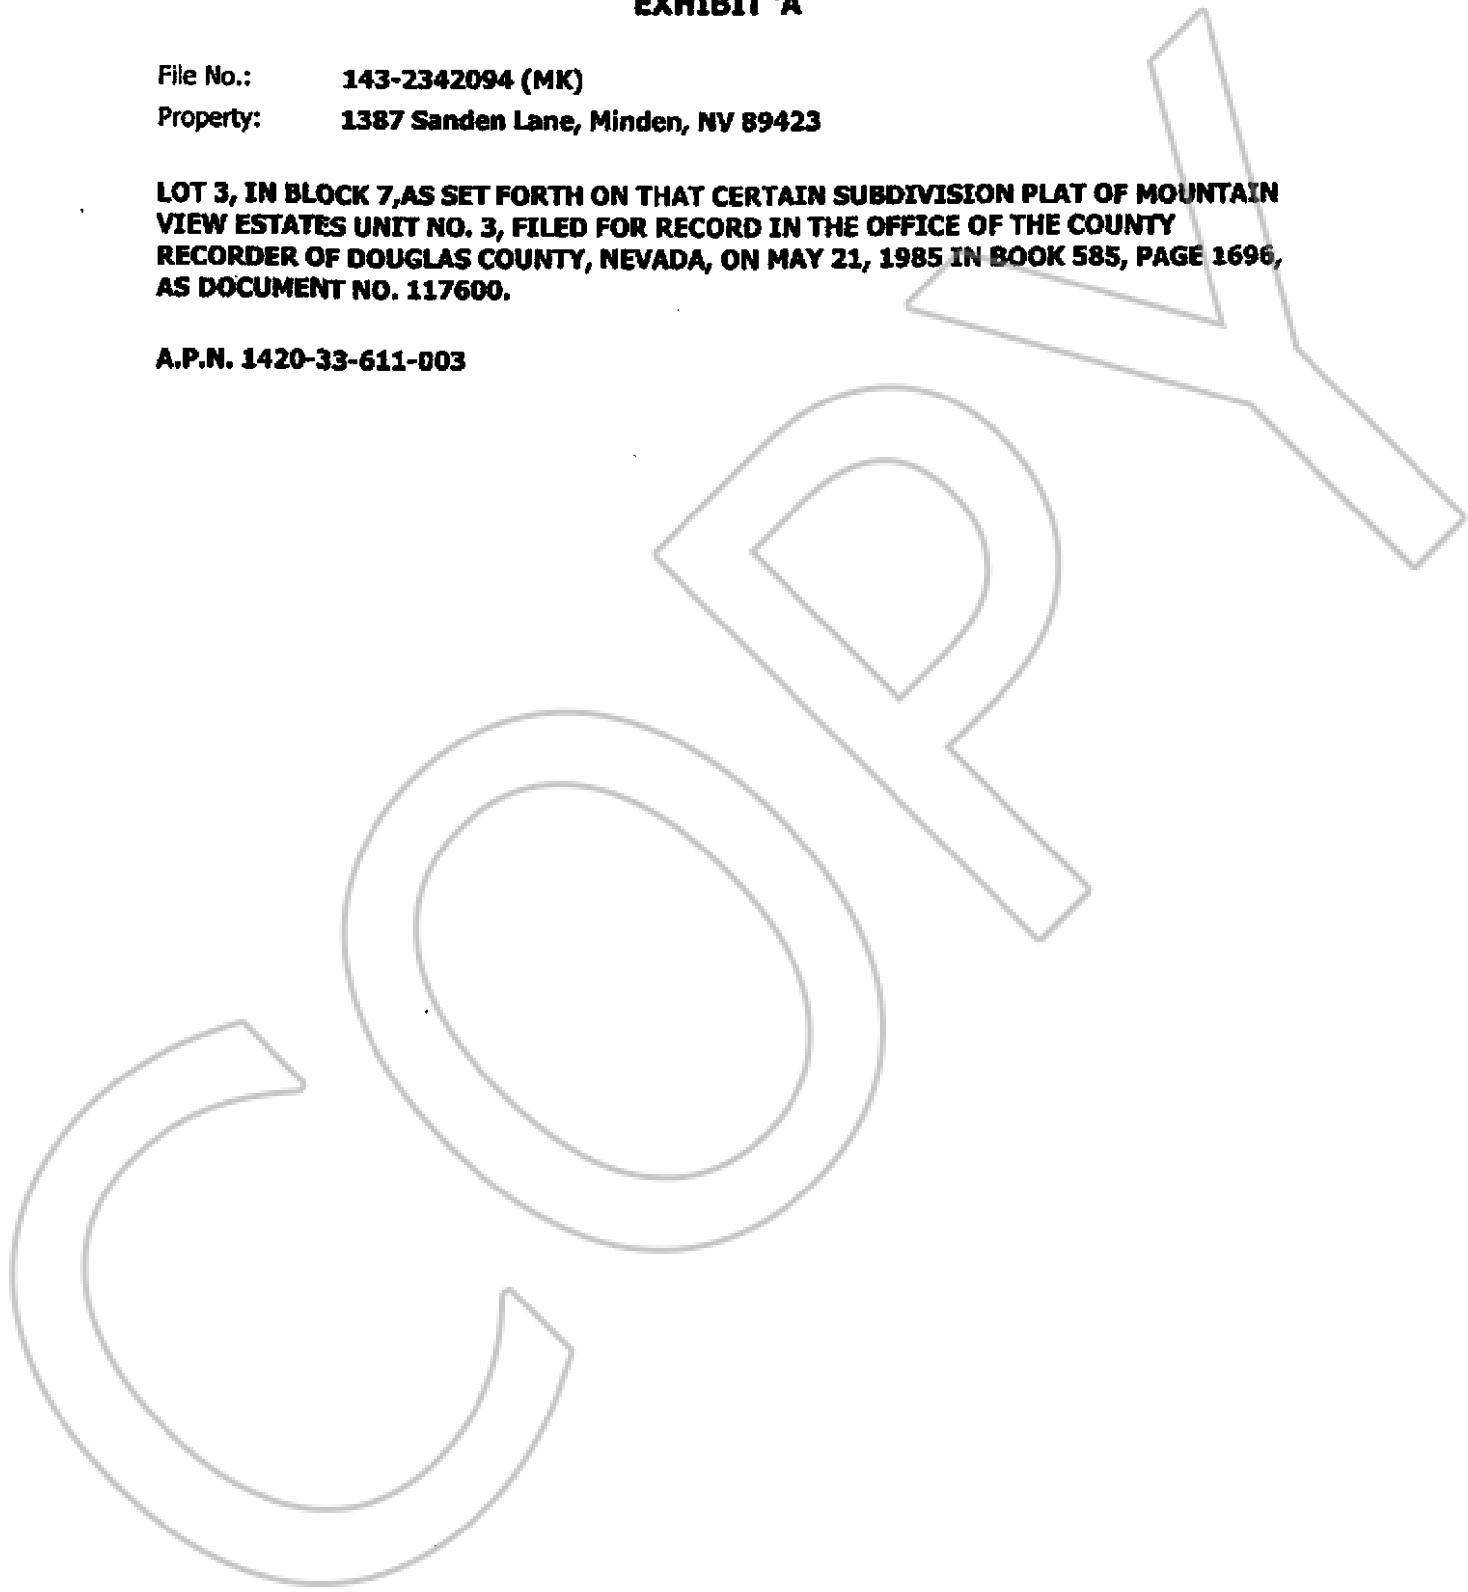 EXHIBIT 'A
File No.: 143-2342094 (MK)
Property: 1387 Sanden Lane, Minden, NV 89423
LOT 3, IN BLOCK 7,AS SET FORTH ON THAT CERTAIN SUBDIVISION PLAT OF MOUNTAIN
VIEW ESTATES UNIT NO. 3, FILED FOR RECORD IN THE OFFICE OF THE COUNTY
RECORDER OF DOUGLAS COUNTY, NEVADA, ON MAY 21, 1985 IN BOOK 585, PAGE 1696,
AS DOCUMENT NO. 117600.
A.P.N. 1420-33-611-003
COPY